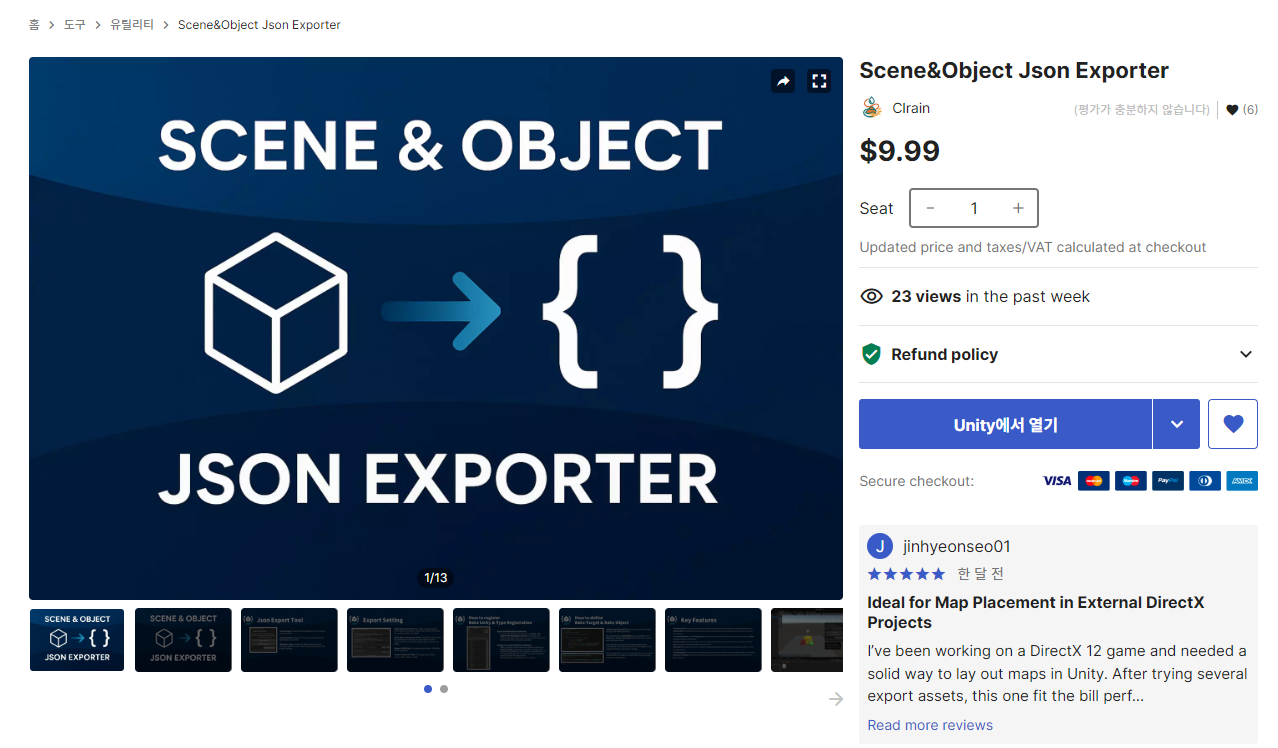 홈 > 도구 > 유틸리티 > Scene&Object Json Exporter
SCENE & OBJECT
JSON EXPORTER
1/13
SCENE & OBJECT
JSON EXPORTER
SCENE & OBJECT
JSON EXPORTER
Json Export Tool
Export Setting
How to register
Bake Unity & Type Registration
How to define
Bake Target & Bake Object
Key Features
Scene&Object Json Exporter
CIrain
(평가가 충분하지 않습니다)
(6)
$9.99
Seat
- 1 +
Updated price and taxes/VAT calculated at checkout
23 views in the past week
Refund policy
Unity에서 열기
Secure checkout:
VISA
PayPal
AMEX
J jinhyeonseo01
한 달 전
Ideal for Map Placement in External DirectX
Projects
I've been working on a DirectX 12 game and needed a
solid way to lay out maps in Unity. After trying several
export assets, this one fit the bill perf...
Read more reviews